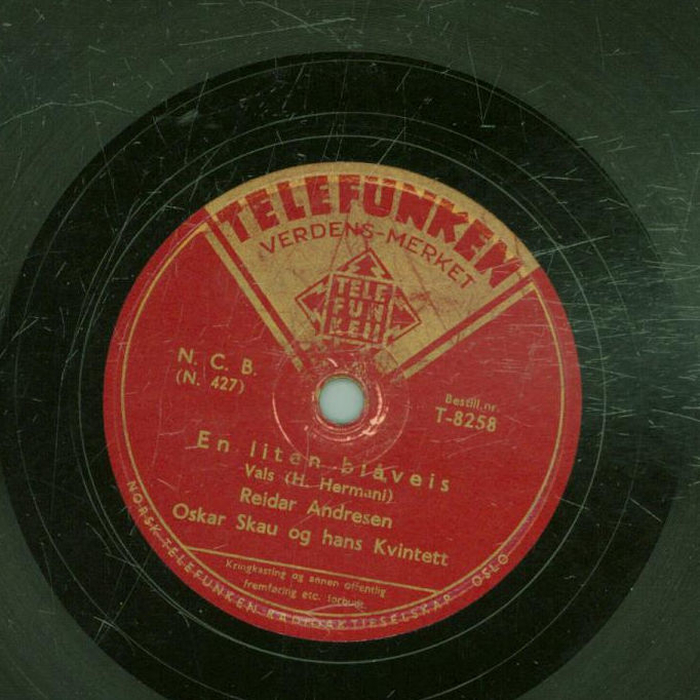 TELEFUNKEN
VERDENS-MERKET
TELE
FUN
KEN
N. C. B.
(N. 427)
Bestill.nr.
T-8258
En liten blåveis
Vals (H. Hermani)
Reidar Andresen
Oskar Skau og hans Kvintett
Kringkasting og annen offentlig
fremføring etc. forbudt.
NORSK TELEFUNKEN RADIOAKTIESELSKAP OSLO